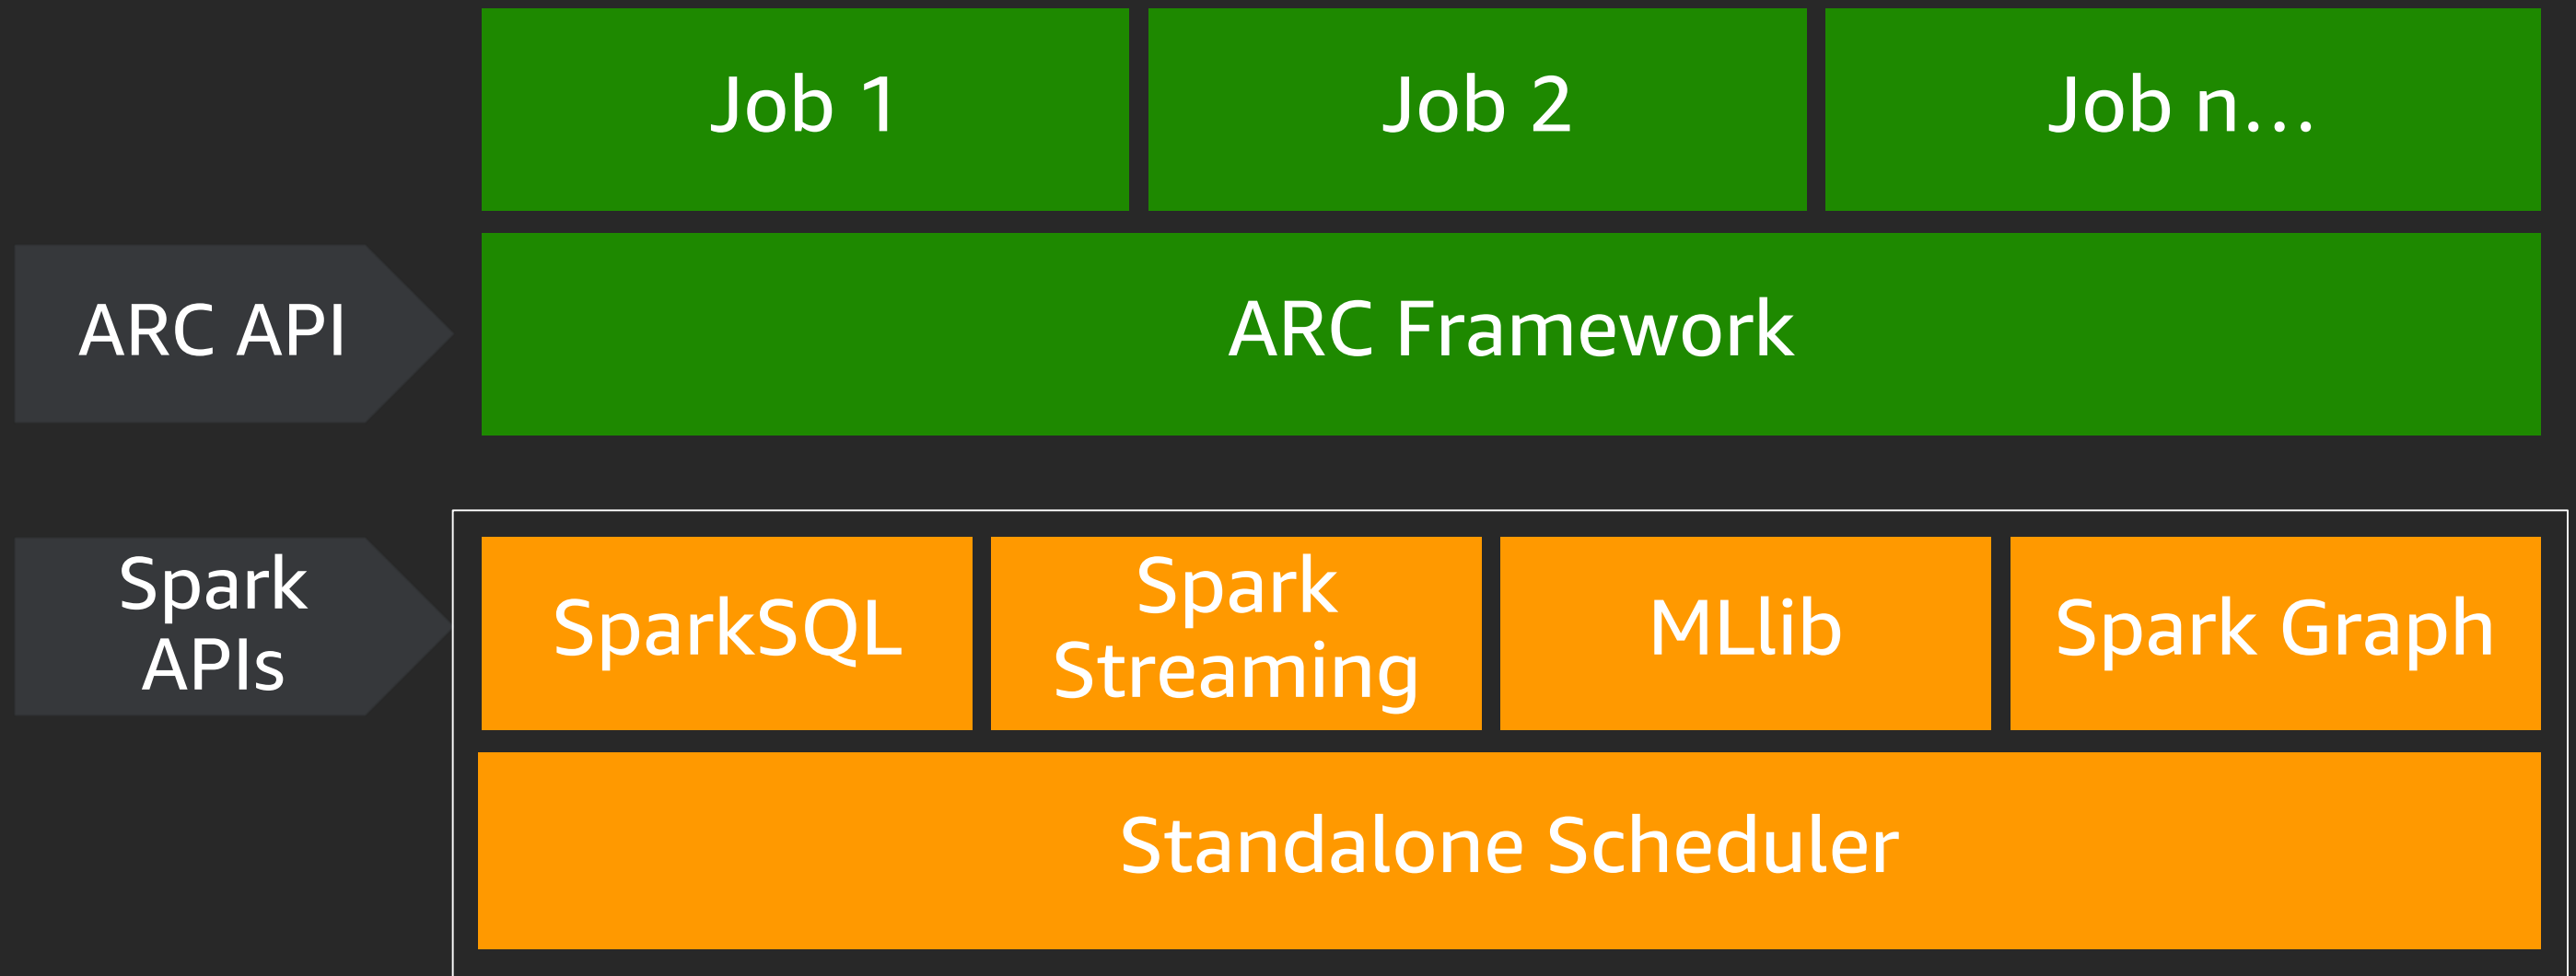 Job 1
Job 2
Job n...
ARC API
ARC Framework
Spark
APIs
SparkSQL
Spark
Streaming
MLlib
Spark Graph
Standalone Scheduler